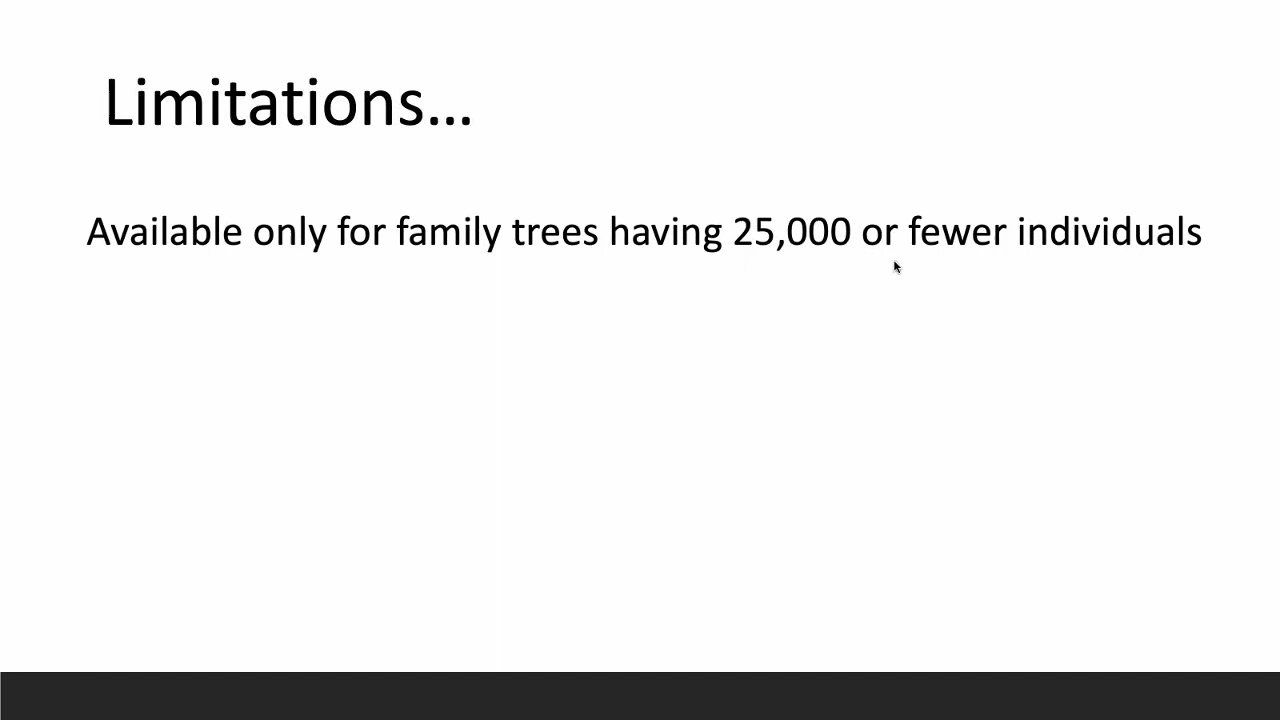 Limitations...
Available only for family trees having 25,000 or fewer individuals